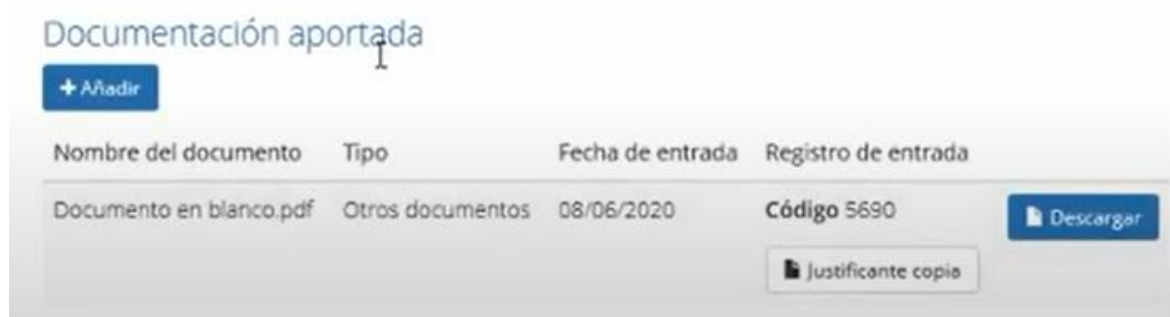 Documentación aportada
+ Añadir
Nombre del documento Tipo Fecha de entrada Registro de entrada
Documento en blanco.pdf Otros documentos 08/06/2020 Código 5690 Descargar
Justificante copia